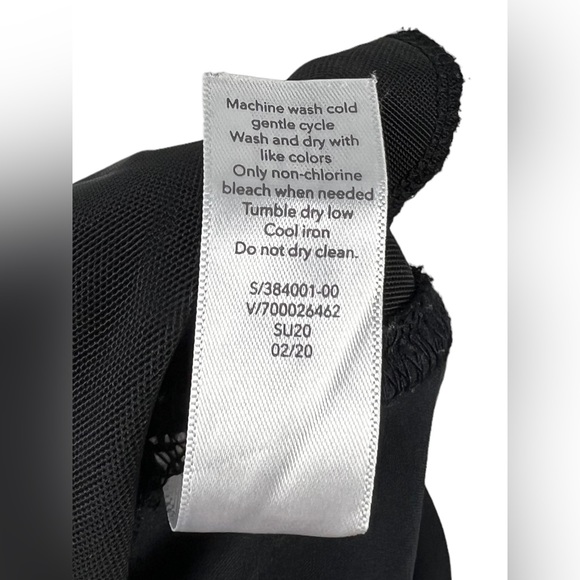 Machine wash cold
gentle cycle
Wash and dry with
like colors
Only non-chlorine
bleach when needed
Tumble dry low
Cool iron
Do not dry clean.
S/384001-00
V/700026462
SU20
02/20